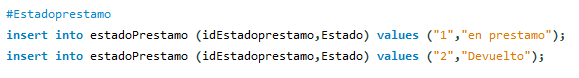 #Estadoprestamo
insert into estadoPrestamo (idEstadoprestamo,Estado) values ("1","en prestamo");
insert into estadoPrestamo (idEstadoprestamo,Estado) values ("2","Devuelto");